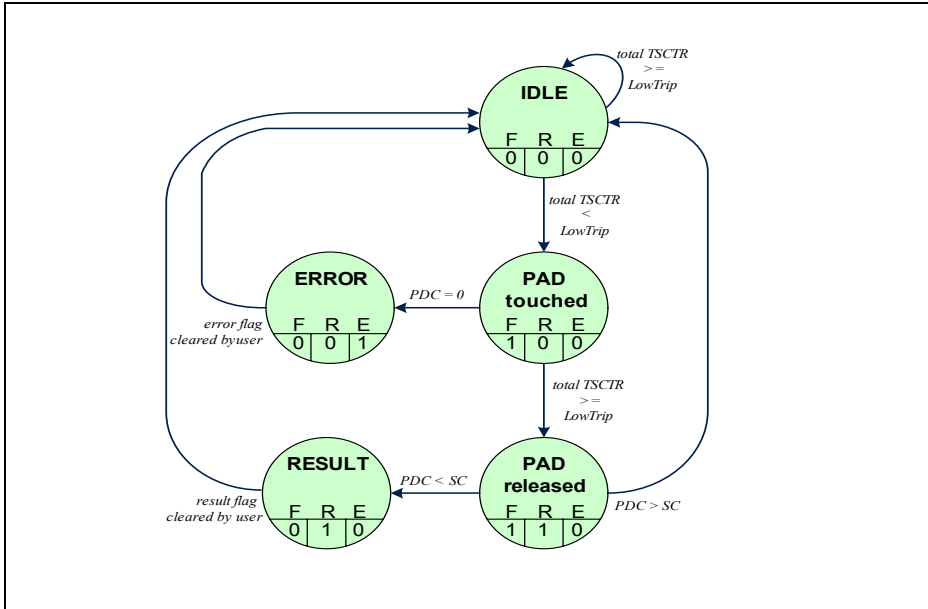 total TSCTR
>=
LowTrip
IDLE
F R E
0 0 0
total TSCTR
<
LowTrip
ERROR
F R E
0 0 1
PDC = 0
PAD
touched
F R E
1 0 0
error flag
cleared byuser
total TSCTR
>=
LowTrip
RESULT
F R E
0 1 0
PDC < SC
PAD
released
F R E
1 1 0
result flag
cleared by user
PDC > SC